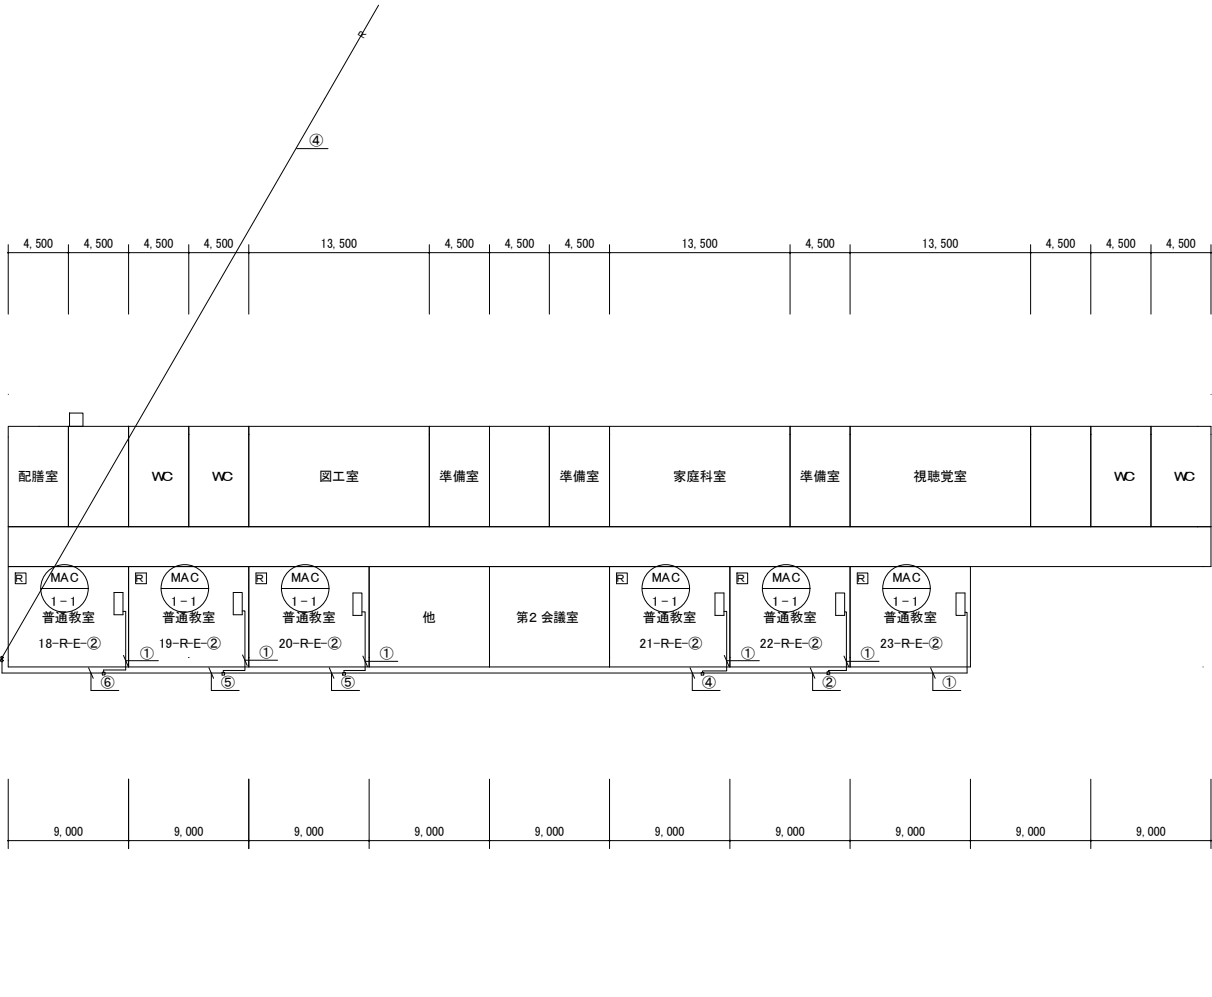 R
④
4,500 4,500 4,500 4,500 13,500 4,500 4,500 4,500 13,500 4,500 13,500 4,500 4,500 4,500
配膳室 WC WC 図工室 準備室 準備室 家庭科室 準備室 視聴覚室 WC WC
R MAC R MAC R MAC R MAC R MAC R MAC
1-1 1-1 1-1 1-1 1-1 1-1
普通教室 普通教室 普通教室 他 第2会議室 普通教室 普通教室 普通教室
18-R-E-② 19-R-E-② 20-R-E-② 21-R-E-② 22-R-E-② 23-R-E-②
① ① ① ① ①
⑥ ⑤ ⑤ ④ ② ①
9,000 9,000 9,000 9,000 9,000 9,000 9,000 9,000 9,000 9,000